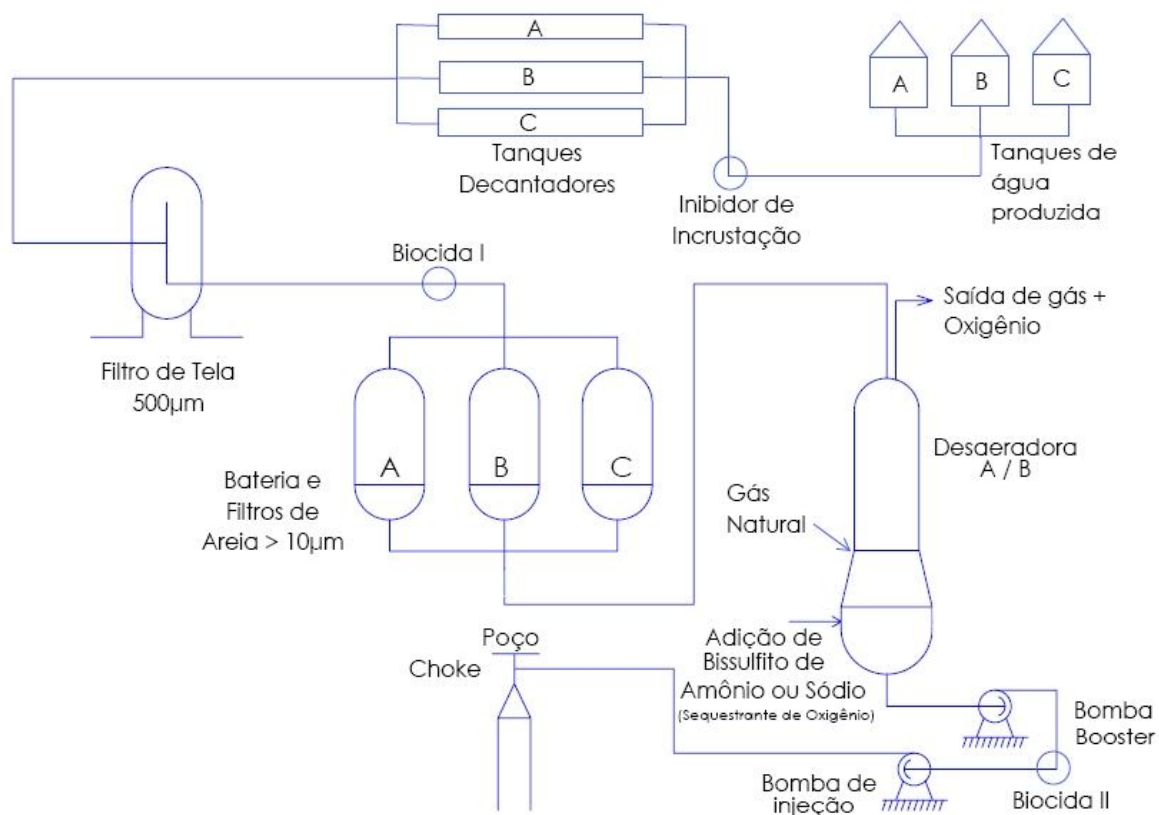 A
B
C
Tanques
Decantadores
A
B
C
Tanques de
água
produzida
Inibidor de
Incrustação
Biocida I
Filtro de Tela
500µm
Saída de gás +
Oxigênio
A
B
C
Bateria e
Filtros de
Areia > 10µm
Desaeradora
A / B
Gás
Natural
Adição de
Bissulfito de
Amônio ou Sódio
(Sequestrante de Oxigênio)
Poço
Choke
Bomba
Booster
Bomba de
injeção
Biocida II